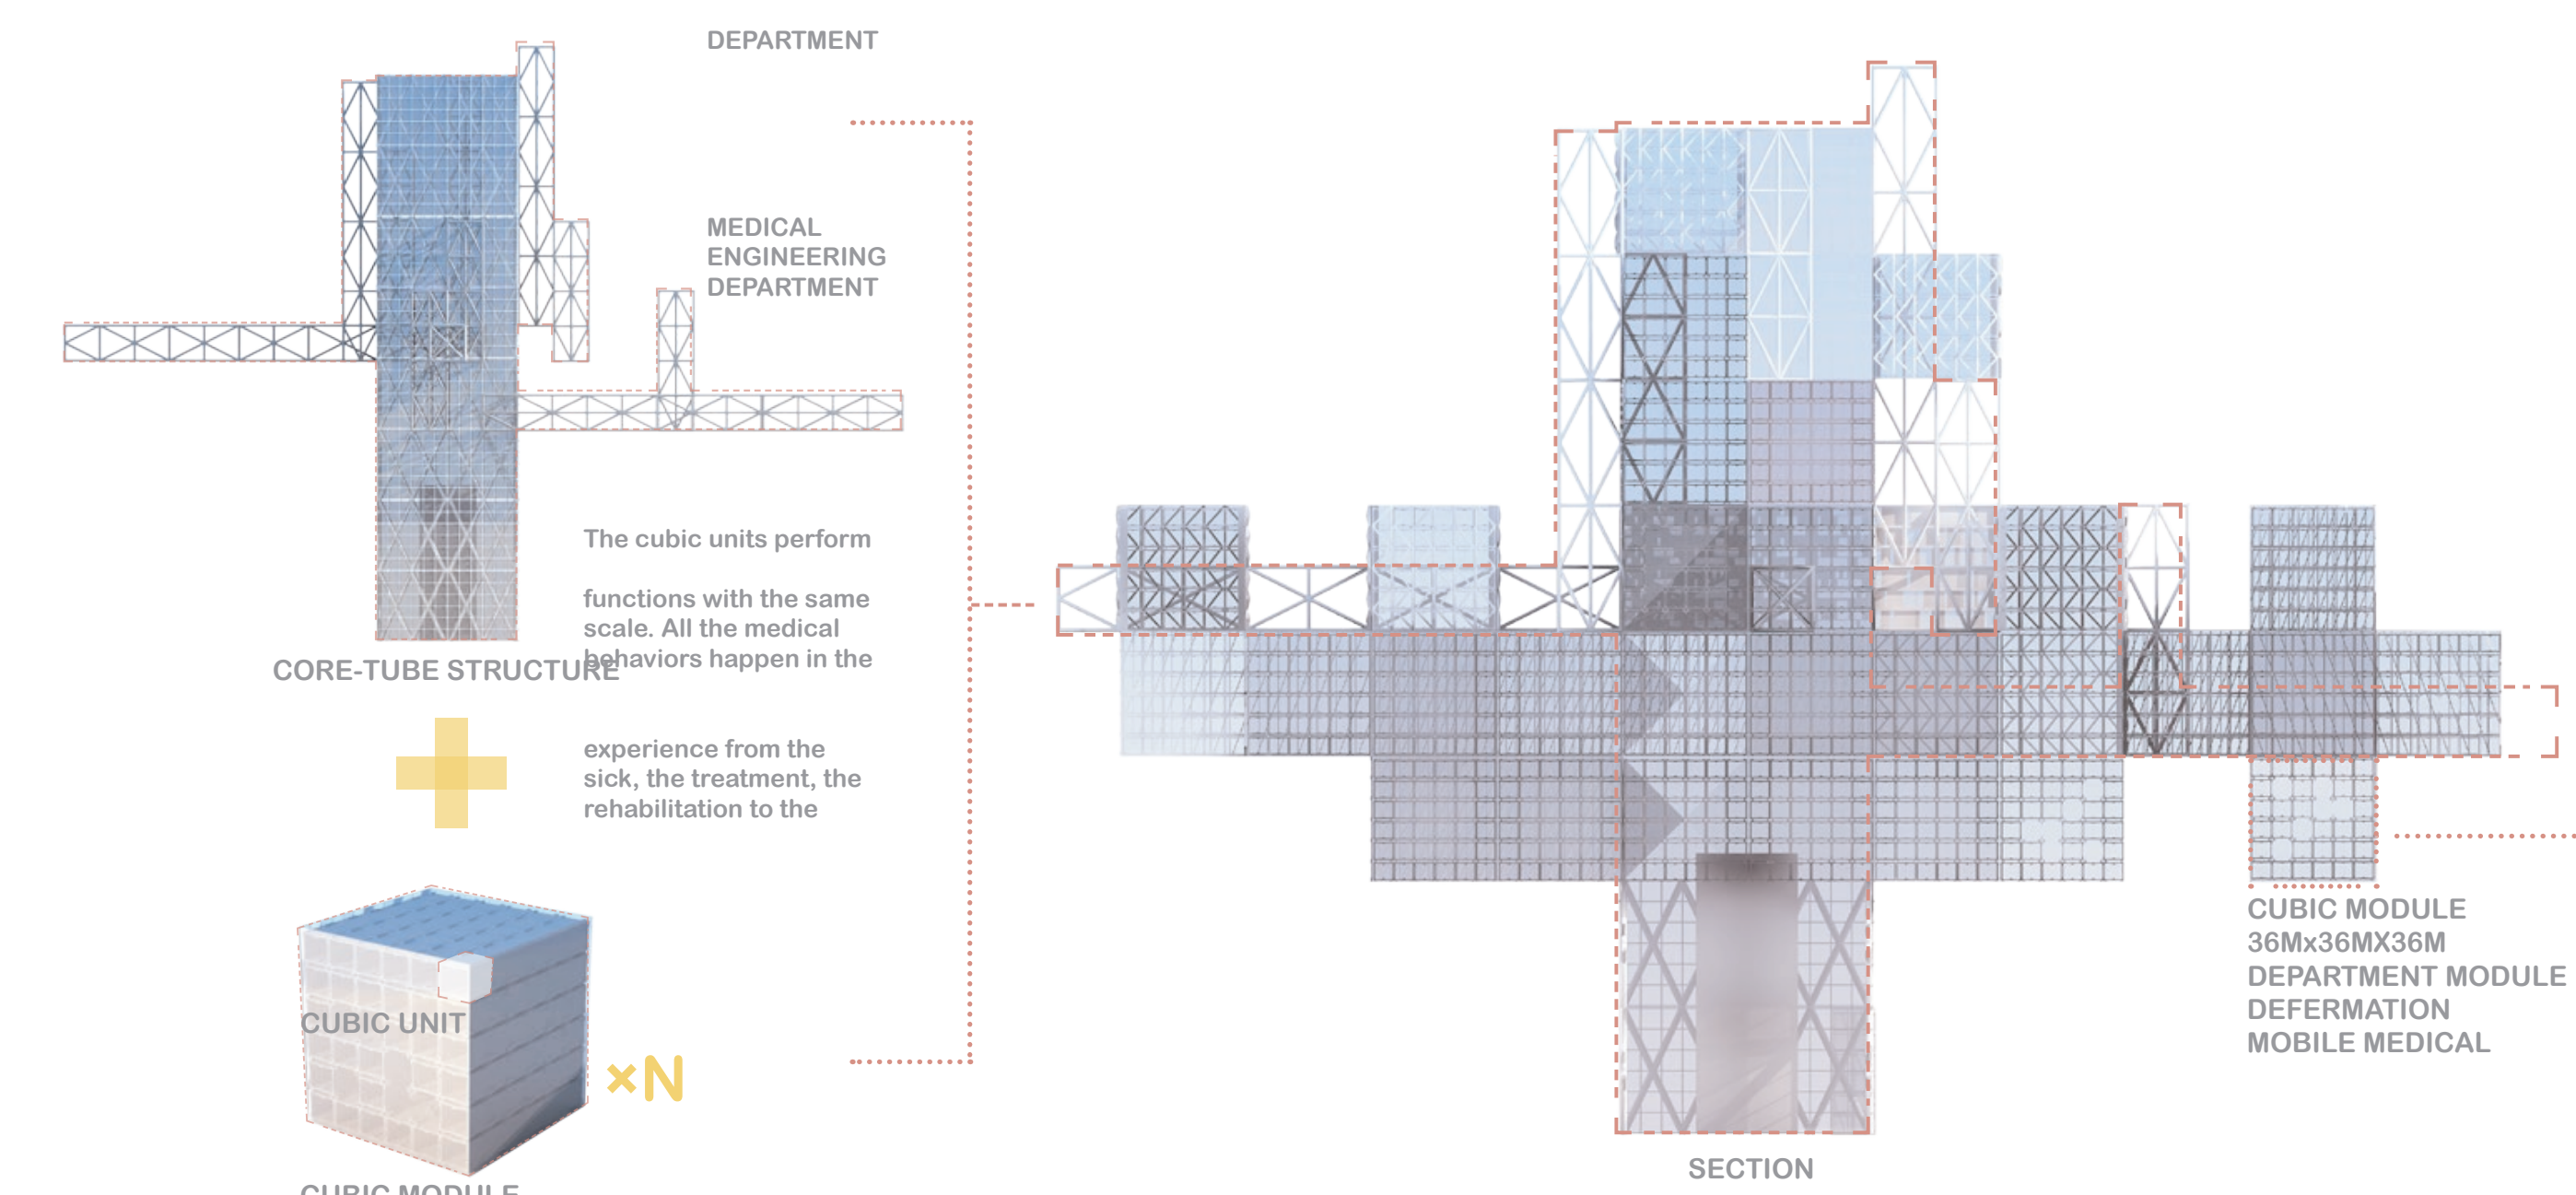 DEPARTMENT
MEDICAL
ENGINEERING
DEPARTMENT
The cubic units perform
functions with the same
scale. All the medical
behaviors happen in the
CORE-TUBE STRUCTURE
experience from the
sick, the treatment, the
rehabilitation to the
CUBIC UNIT
×N
CUBIC MODULE
SECTION
CUBIC MODULE
36Mx36MX36M
DEPARTMENT MODULE
DEFERMATION
MOBILE MEDICAL